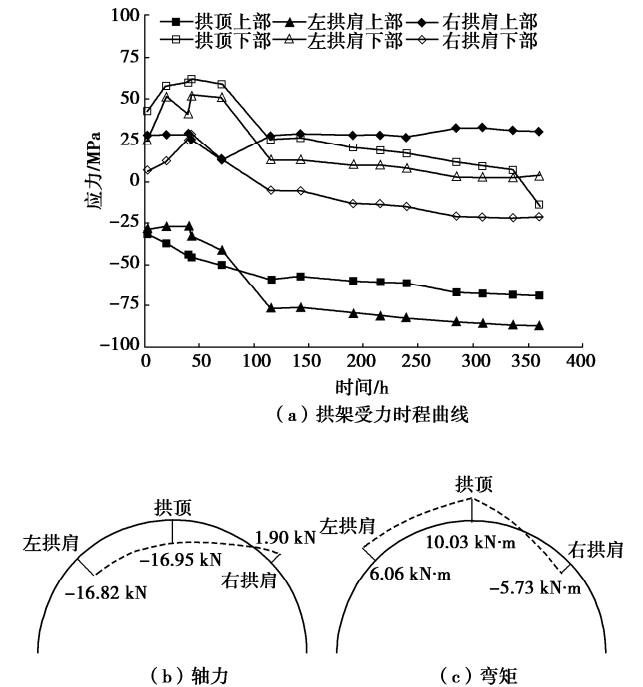 拱顶上部 左拱肩上部 右拱肩上部
拱顶下部 左拱肩下部 右拱肩下部
100
75
50
25
0
-25
-50
-75
-100
应力/MPa
0 50 100 150 200 250 300 350 400
时间/h
(a) 拱架受力时程曲线
拱顶
左拱肩
1.90 kN
-16.95 kN
右拱肩
-16.82 kN
(b) 轴力
拱顶
左拱肩
10.03 kN·m
右拱肩
6.06 kN·m
-5.73 kN·m
(c) 弯矩